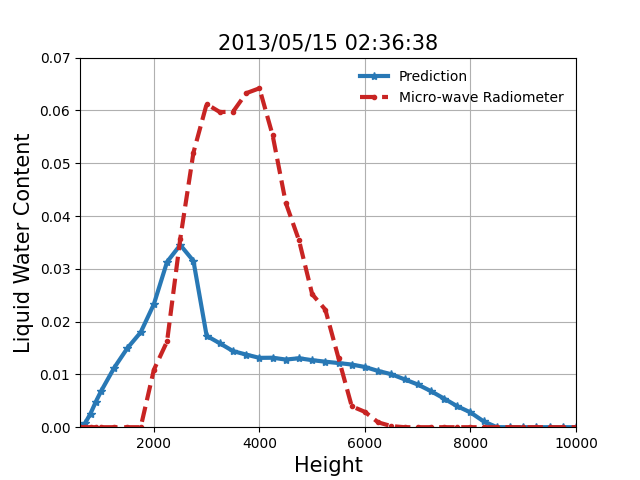 2013/05/15 02:36:38
Prediction
Micro-wave Radiometer
Liquid Water Content
0.07
0.06
0.05
0.04
0.03
0.02
0.01
0.00
2000 4000 6000 8000 10000
Height